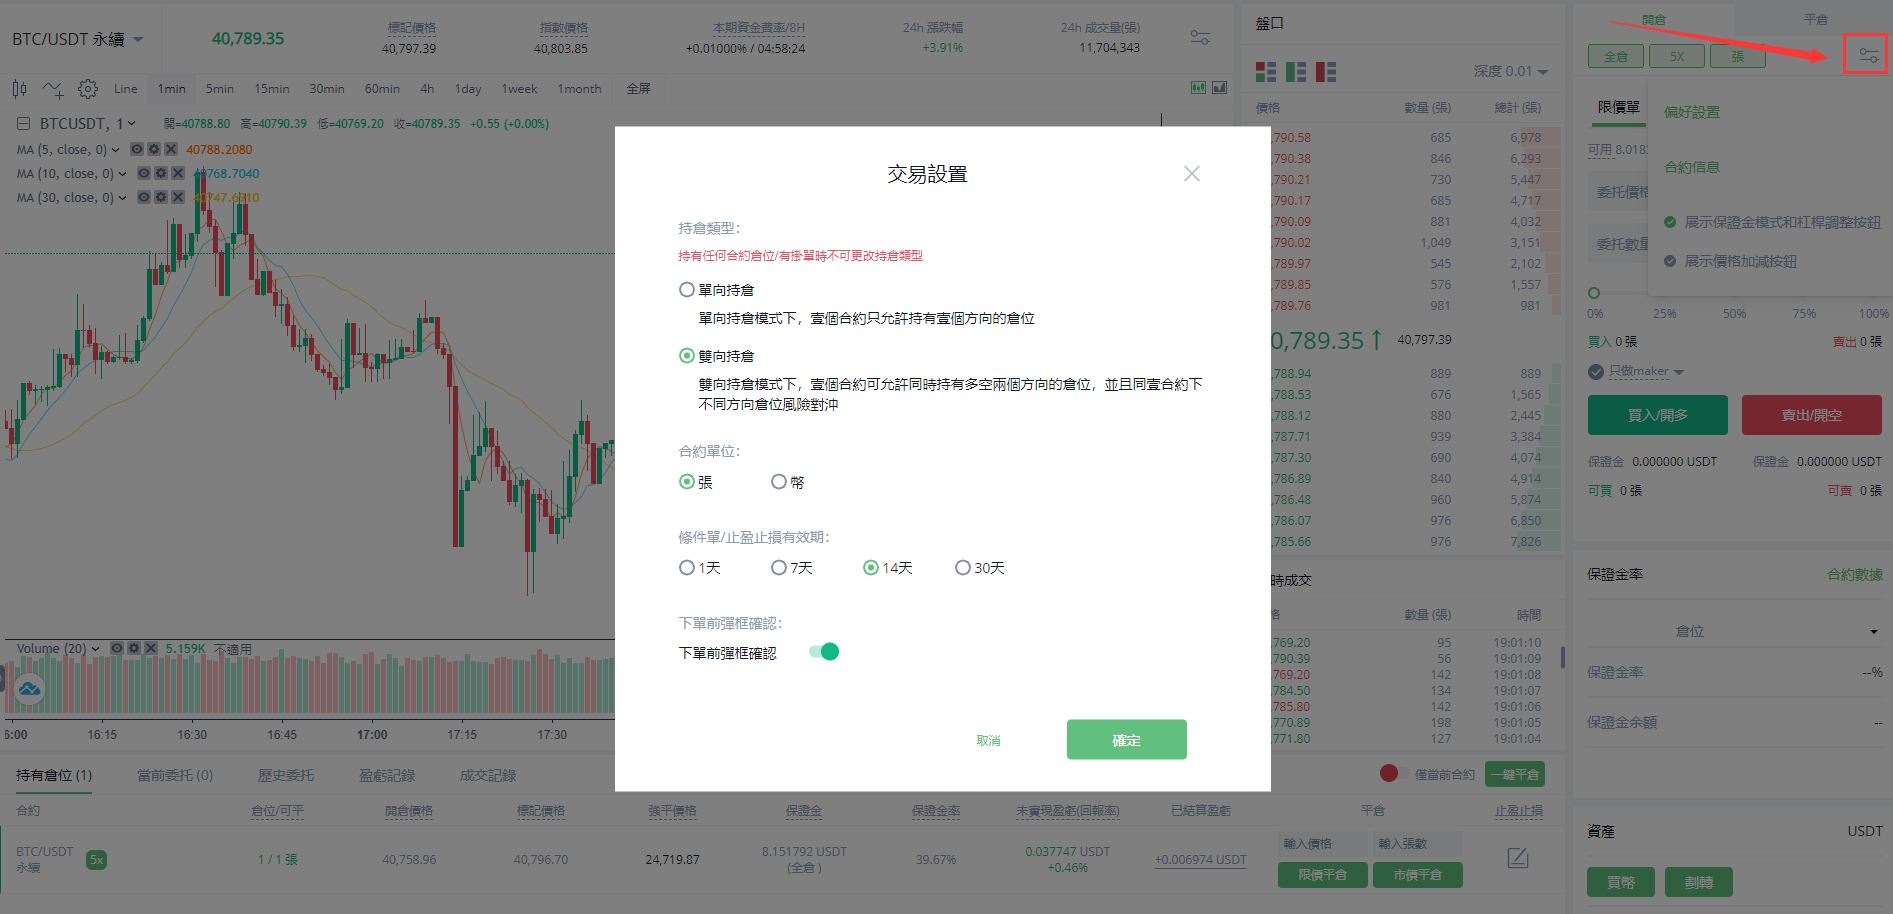 BTC/USDT 永續
40,789.35
標記價格
40,797.39
指數價格
40,803.85
本期資金費率/8H
+0.01000% / 04:58:24
24h 漲跌幅
+3.91%
24h 成交量(張)
11,704,343
Line 1min 5min 15min 30min 60min 4h 1day 1week 1month 全屏
BTCUSDT, 1 開=40788.80 高=40790.39 低=40769.20 收=40789.35 +0.55 (+0.00%)
MA (5, close, 0) 40788.2080
MA (10, close, 0) 40768.7040
MA (30, close, 0) 40747.6910
Volume (20) 5.159K 不適用
6:00 16:15 16:30 16:45 17:00 17:15 17:30
交易設置
持倉類型：
持有任何合約倉位/有掛單時不可更改持倉類型
單向持倉
單向持倉模式下，壹個合約只允許持有壹個方向的倉位
雙向持倉
雙向持倉模式下，壹個合約可允許同時持有多空兩個方向的倉位，並且同壹合約下
不同方向倉位風險對沖
合約單位：
張 幣
條件單/止盈止損有效期：
1天 7天 14天 30天
下單前彈框確認：
下單前彈框確認
取消 確定
盤口
深度 0.01
價格 數量 (張) 總計 (張)
,790.58 685 6,978
,790.38 846 6,293
,790.21 730 5,447
,790.17 685 4,717
,790.09 881 4,032
,790.02 1,049 3,151
,789.97 545 2,102
,789.85 576 1,557
,789.76 981 981
0,789.35 ↑ 40,797.39
,788.94 889 889
,788.53 676 1,565
,788.12 880 2,445
,787.71 939 3,384
,787.30 690 4,074
,786.89 840 4,914
,786.48 960 5,874
,786.07 976 6,850
,785.66 976 7,826
時成交
格 數量 (張) 時間
,769.20 95 19:01:10
,790.39 56 19:01:09
,769.20 142 19:01:08
,784.50 134 19:01:07
,785.80 142 19:01:06
,770.89 198 19:01:05
,771.80 127 19:01:04
開倉 平倉
全倉 5X 張
限價單
可用 8.018
委托價格
委托數量
偏好設置
合約信息
展示保證金模式和杠桿調整按鈕
展示價格加減按鈕
0% 25% 50% 75% 100%
買入 0 張 賣出 0 張
只做maker
買入/開多 賣出/開空
保證金 0.000000 USDT 保證金 0.000000 USDT
可買 0 張 可賣 0 張
保證金率 合約數據
倉位
保證金率 --%
保證金余額 --
資產 USDT
買幣 劃轉
持有倉位 (1) 當前委托 (0) 歷史委托 盈虧記錄 成交記錄 僅當前合約 一鍵平倉
合約 倉位/可平 開倉價格 標記價格 強平價格 保證金 保證金率 未實現盈虧(回報率) 已結算盈虧 平倉 止盈止損
BTC/USDT
永續
5x
1 / 1 張 40,758.96 40,796.70 24,719.87
8.151792 USDT
(全倉 )
39.67%
0.037747 USDT
+0.46%
+0.006974 USDT
輸入價格 輸入張數
限價平倉 市價平倉